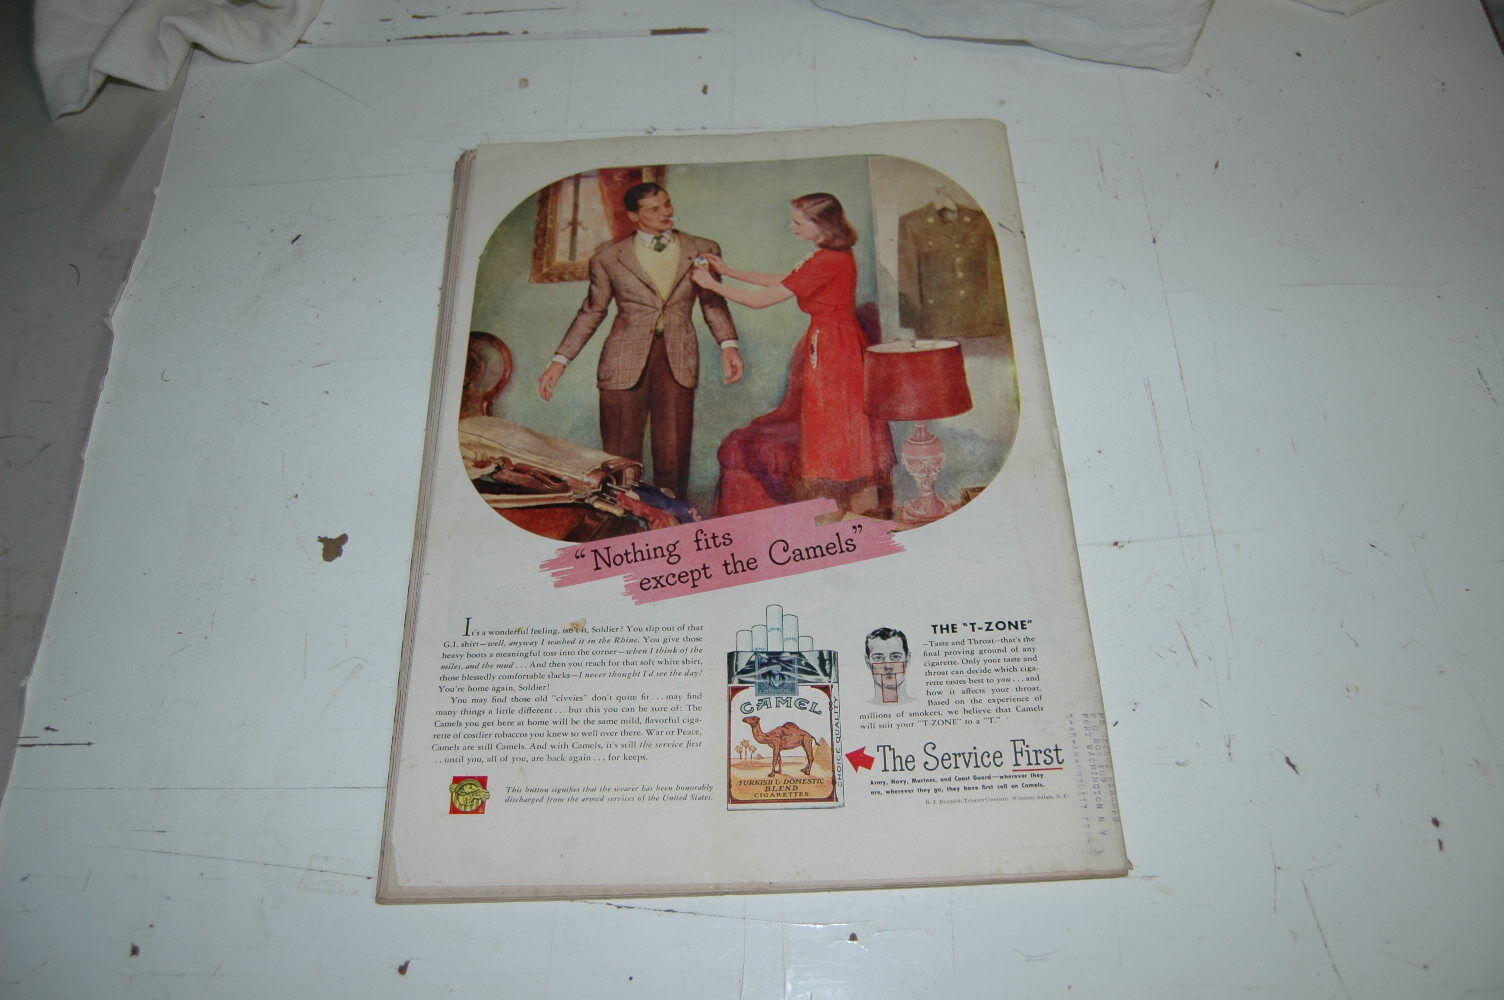 “Nothing fits
except the Camels”
It's a wonderful feeling, isn't it, Soldier? You slip out of that
G.I. shirt—well, anyway I washed it in the Rhine. You give those
heavy boots a meaningful toss into the corner—when I think of the
miles, and the mud . . . And then you reach for that soft white shirt,
those blessedly comfortable slacks—I never thought I'd see the day!
You're home again, Soldier!
You may find those old "civvies" don't quite fit . . . may find
many things a little different . . . but this you can be sure of: The
Camels you get here at home will be the same mild, flavorful ciga-
rette of costlier tobaccos you knew so well over there. War or Peace,
Camels are still Camels. And with Camels, it's still the service first
. . until you, all of you, are back again . . . for keeps.
This button signifies that the wearer has been honorably
discharged from the armed services of the United States.
CAMEL
TURKISH & DOMESTIC
BLEND
CIGARETTES
CHOICE QUALITY
THE "T-ZONE"
—Taste and Throat—that's the
final proving ground of any
cigarette. Only your taste and
throat can decide which ciga-
rette tastes best to you . . . and
how it affects your throat.
Based on the experience of
millions of smokers, we believe that Camels
will suit your "T-ZONE" to a "T."
The Service First
Army, Navy, Marines, and Coast Guard—wherever they
are, wherever they go, they have first call on Camels.
R. J. Reynolds Tobacco Company, Winston-Salem, N. C.
PORT WASHINGTON N Y